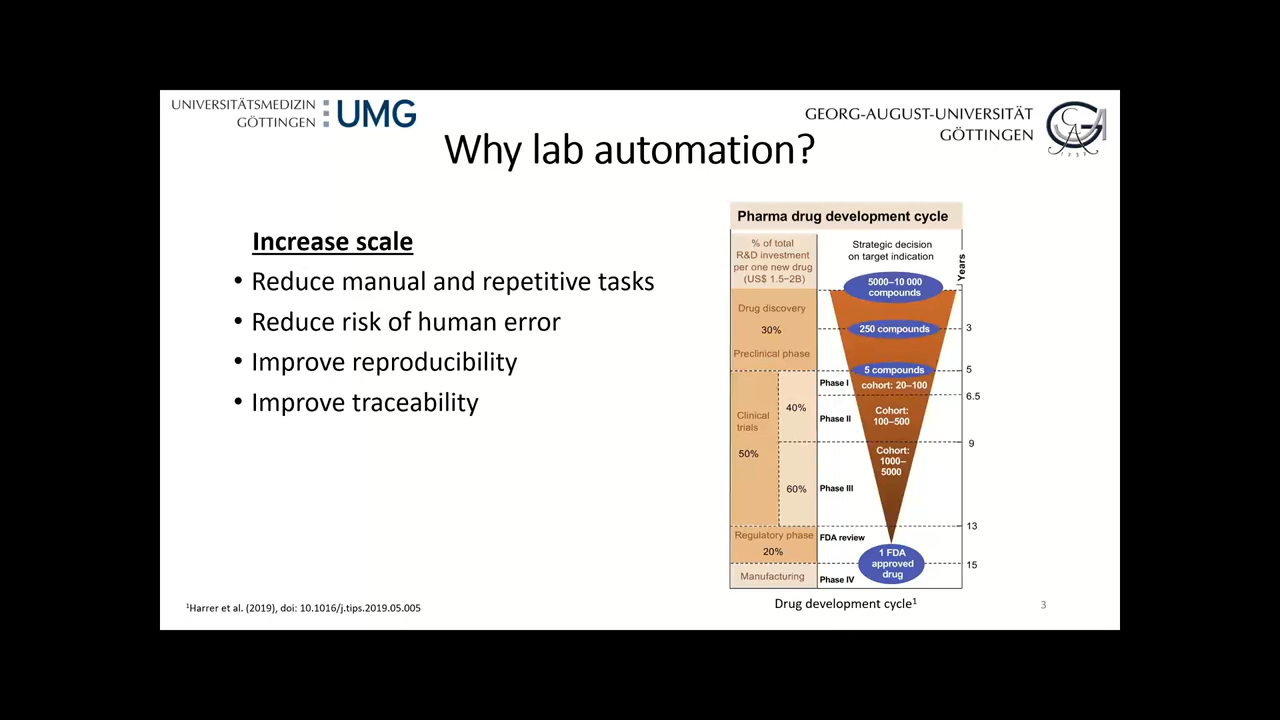 UNIVERSITÄTSMEDIZIN
GÖTTINGEN
UMG
GEORG-AUGUST-UNIVERSITÄT
GÖTTINGEN
Why lab automation?
Increase scale
• Reduce manual and repetitive tasks
• Reduce risk of human error
• Improve reproducibility
• Improve traceability
Pharma drug development cycle
% of total
R&D investment
per one new drug
(US$ 1.5–2B)
Strategic decision
on target indication
Years
5000–10 000
compounds
Drug discovery
30%
250 compounds
3
Preclinical phase
5 compounds
5
Phase I
cohort: 20–100
6.5
40%
Clinical
trials
50%
Phase II
Cohort:
100–500
9
Cohort:
1000–
5000
60%
Phase III
13
Regulatory phase
20%
FDA review
1 FDA
approved
drug
15
Manufacturing
Phase IV
Drug development cycle¹
¹Harrer et al. (2019), doi: 10.1016/j.tips.2019.05.005
3